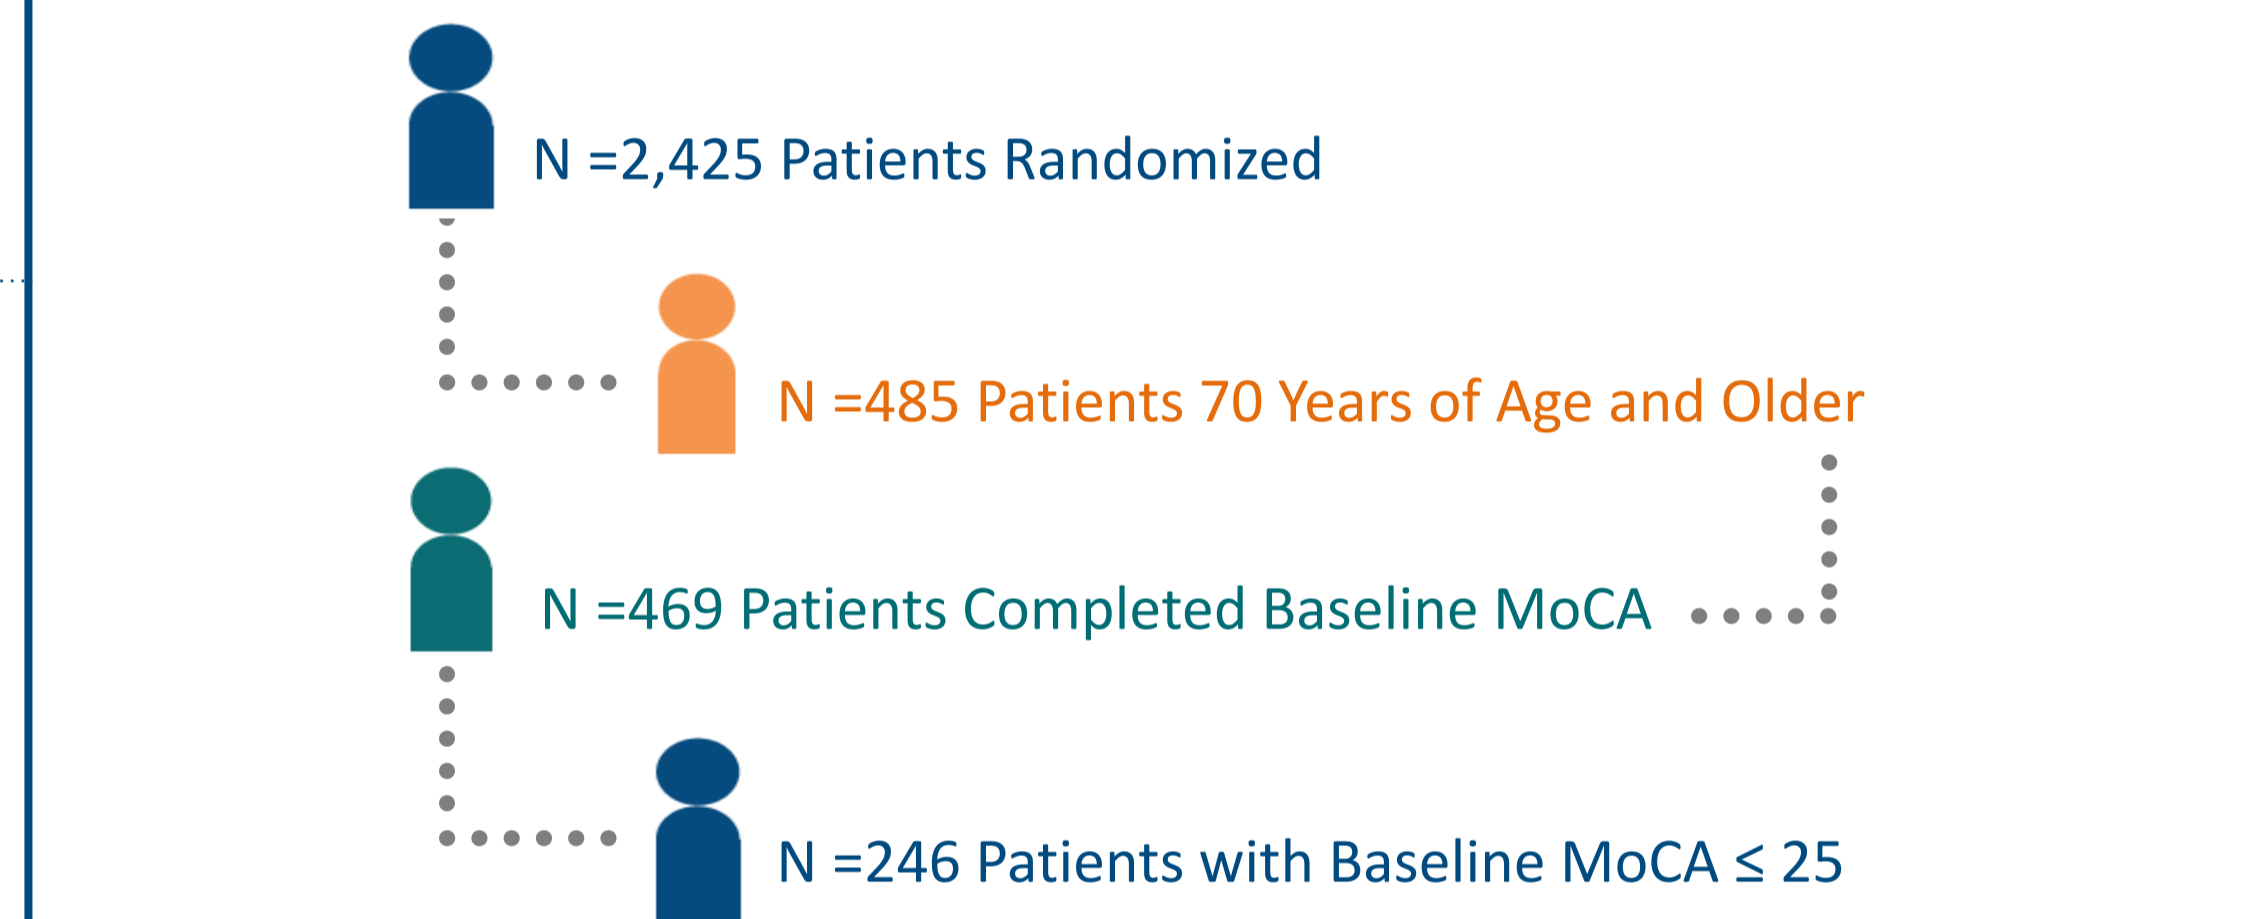 N =2,425 Patients Randomized
N =485 Patients 70 Years of Age and Older
N =469 Patients Completed Baseline MoCA
N =246 Patients with Baseline MoCA ≤ 25